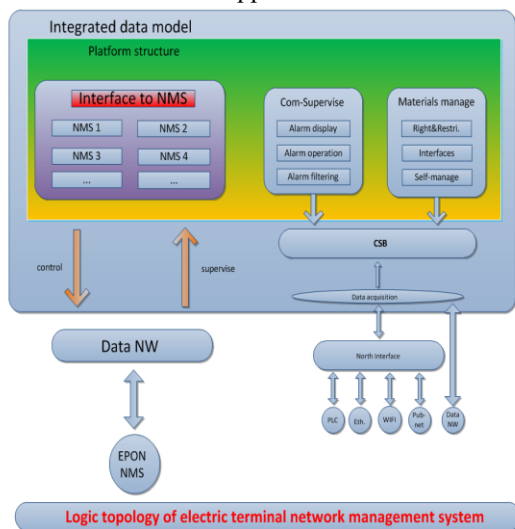 Integrated data model
Platform structure
Interface to NMS
NMS 1
NMS 2
NMS 3
NMS 4
...
...
Com-Supervise
Alarm display
Alarm operation
Alarm filtering
Materials manage
Right&Restri.
Interfaces
Self-manage
CSB
control
supervise
Data acquisition
Data NW
North interface
PLC
Eth.
WIFI
Pub-
net
Data
NW
EPON
NMS
Logic topology of electric terminal network management system